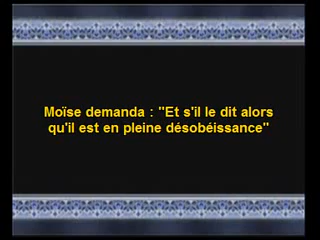 Moïse demanda : "Et s'il le dit alors
qu'il est en pleine désobéissance"